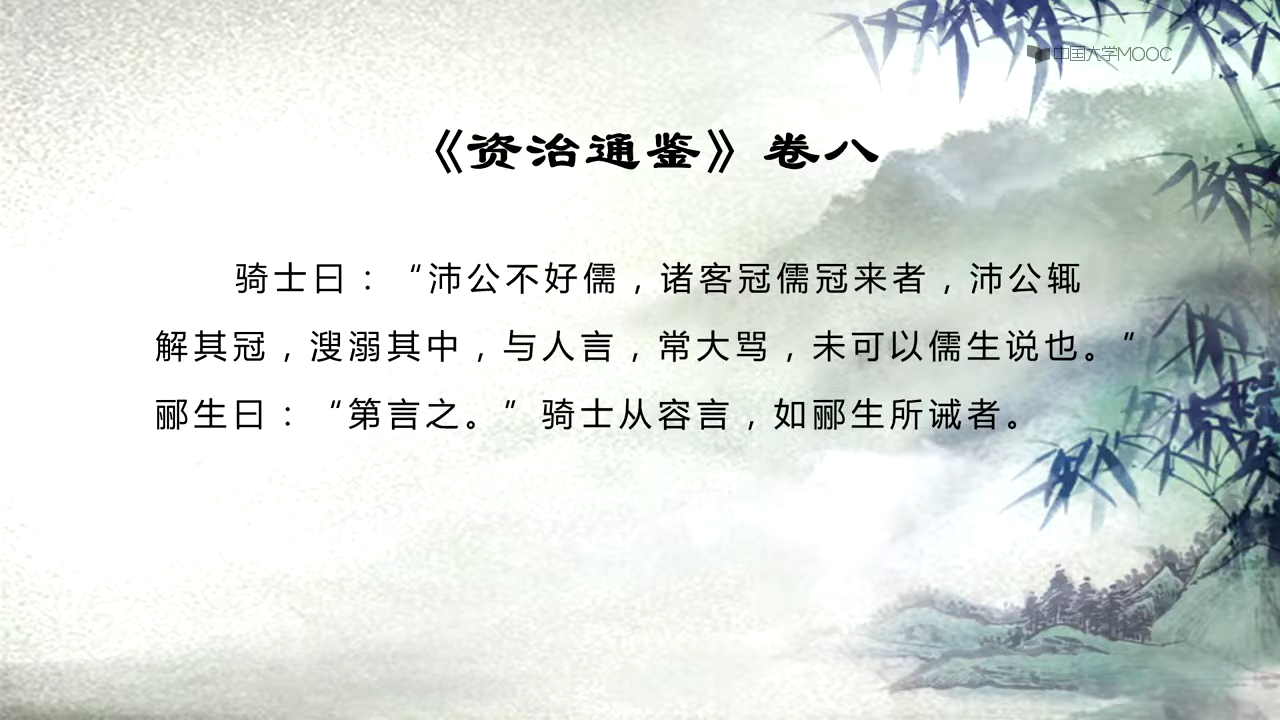 中国大学MOOC
《资治通鉴》卷八
骑士曰：“沛公不好儒，诸客冠儒冠来者，沛公辄
解其冠，溲溺其中，与人言，常大骂，未可以儒生说也。”
郦生曰：“第言之。”骑士从容言，如郦生所诫者。